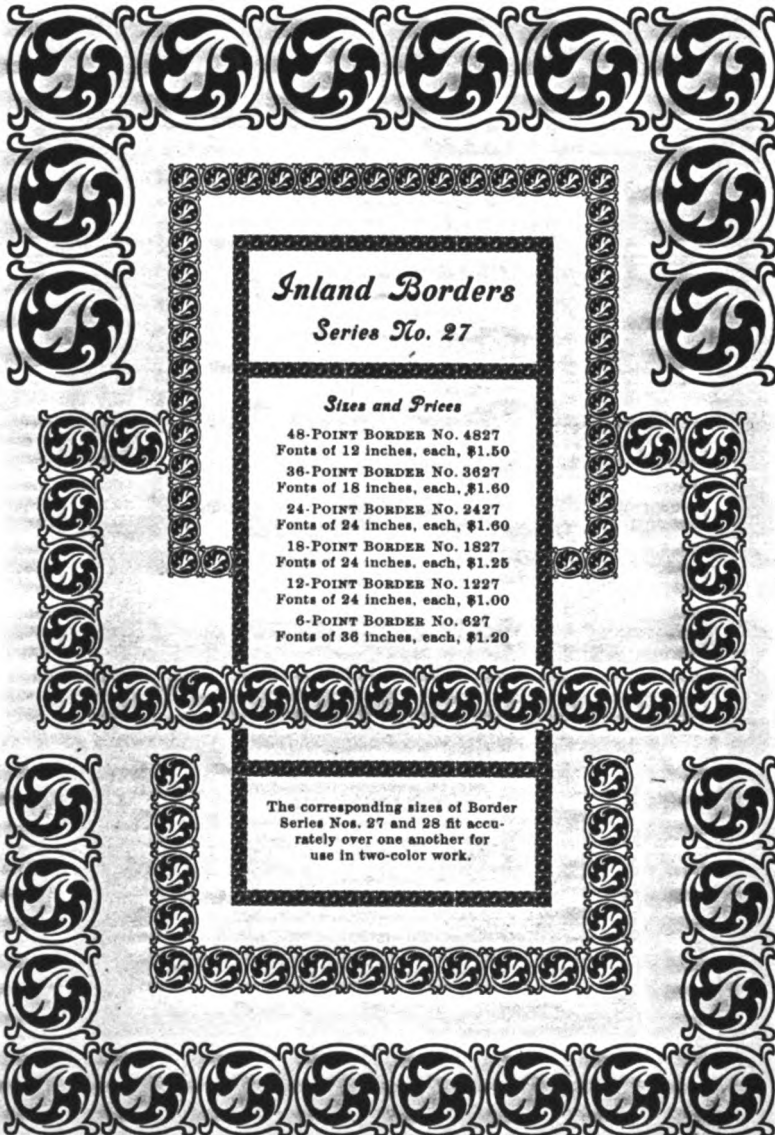 Inland Borders
Series No. 27
Sizes and Prices
48-POINT BORDER NO. 4827
Fonts of 12 inches, each, $1.50
36-POINT BORDER NO. 3627
Fonts of 18 inches, each, $1.60
24-POINT BORDER NO. 2427
Fonts of 24 inches, each, $1.60
18-POINT BORDER NO. 1827
Fonts of 24 inches, each, $1.25
12-POINT BORDER NO. 1227
Fonts of 24 inches, each, $1.00
6-POINT BORDER NO. 627
Fonts of 36 inches, each, $1.20
The corresponding sizes of Border
Series Nos. 27 and 28 fit accu-
rately over one another for
use in two-color work.